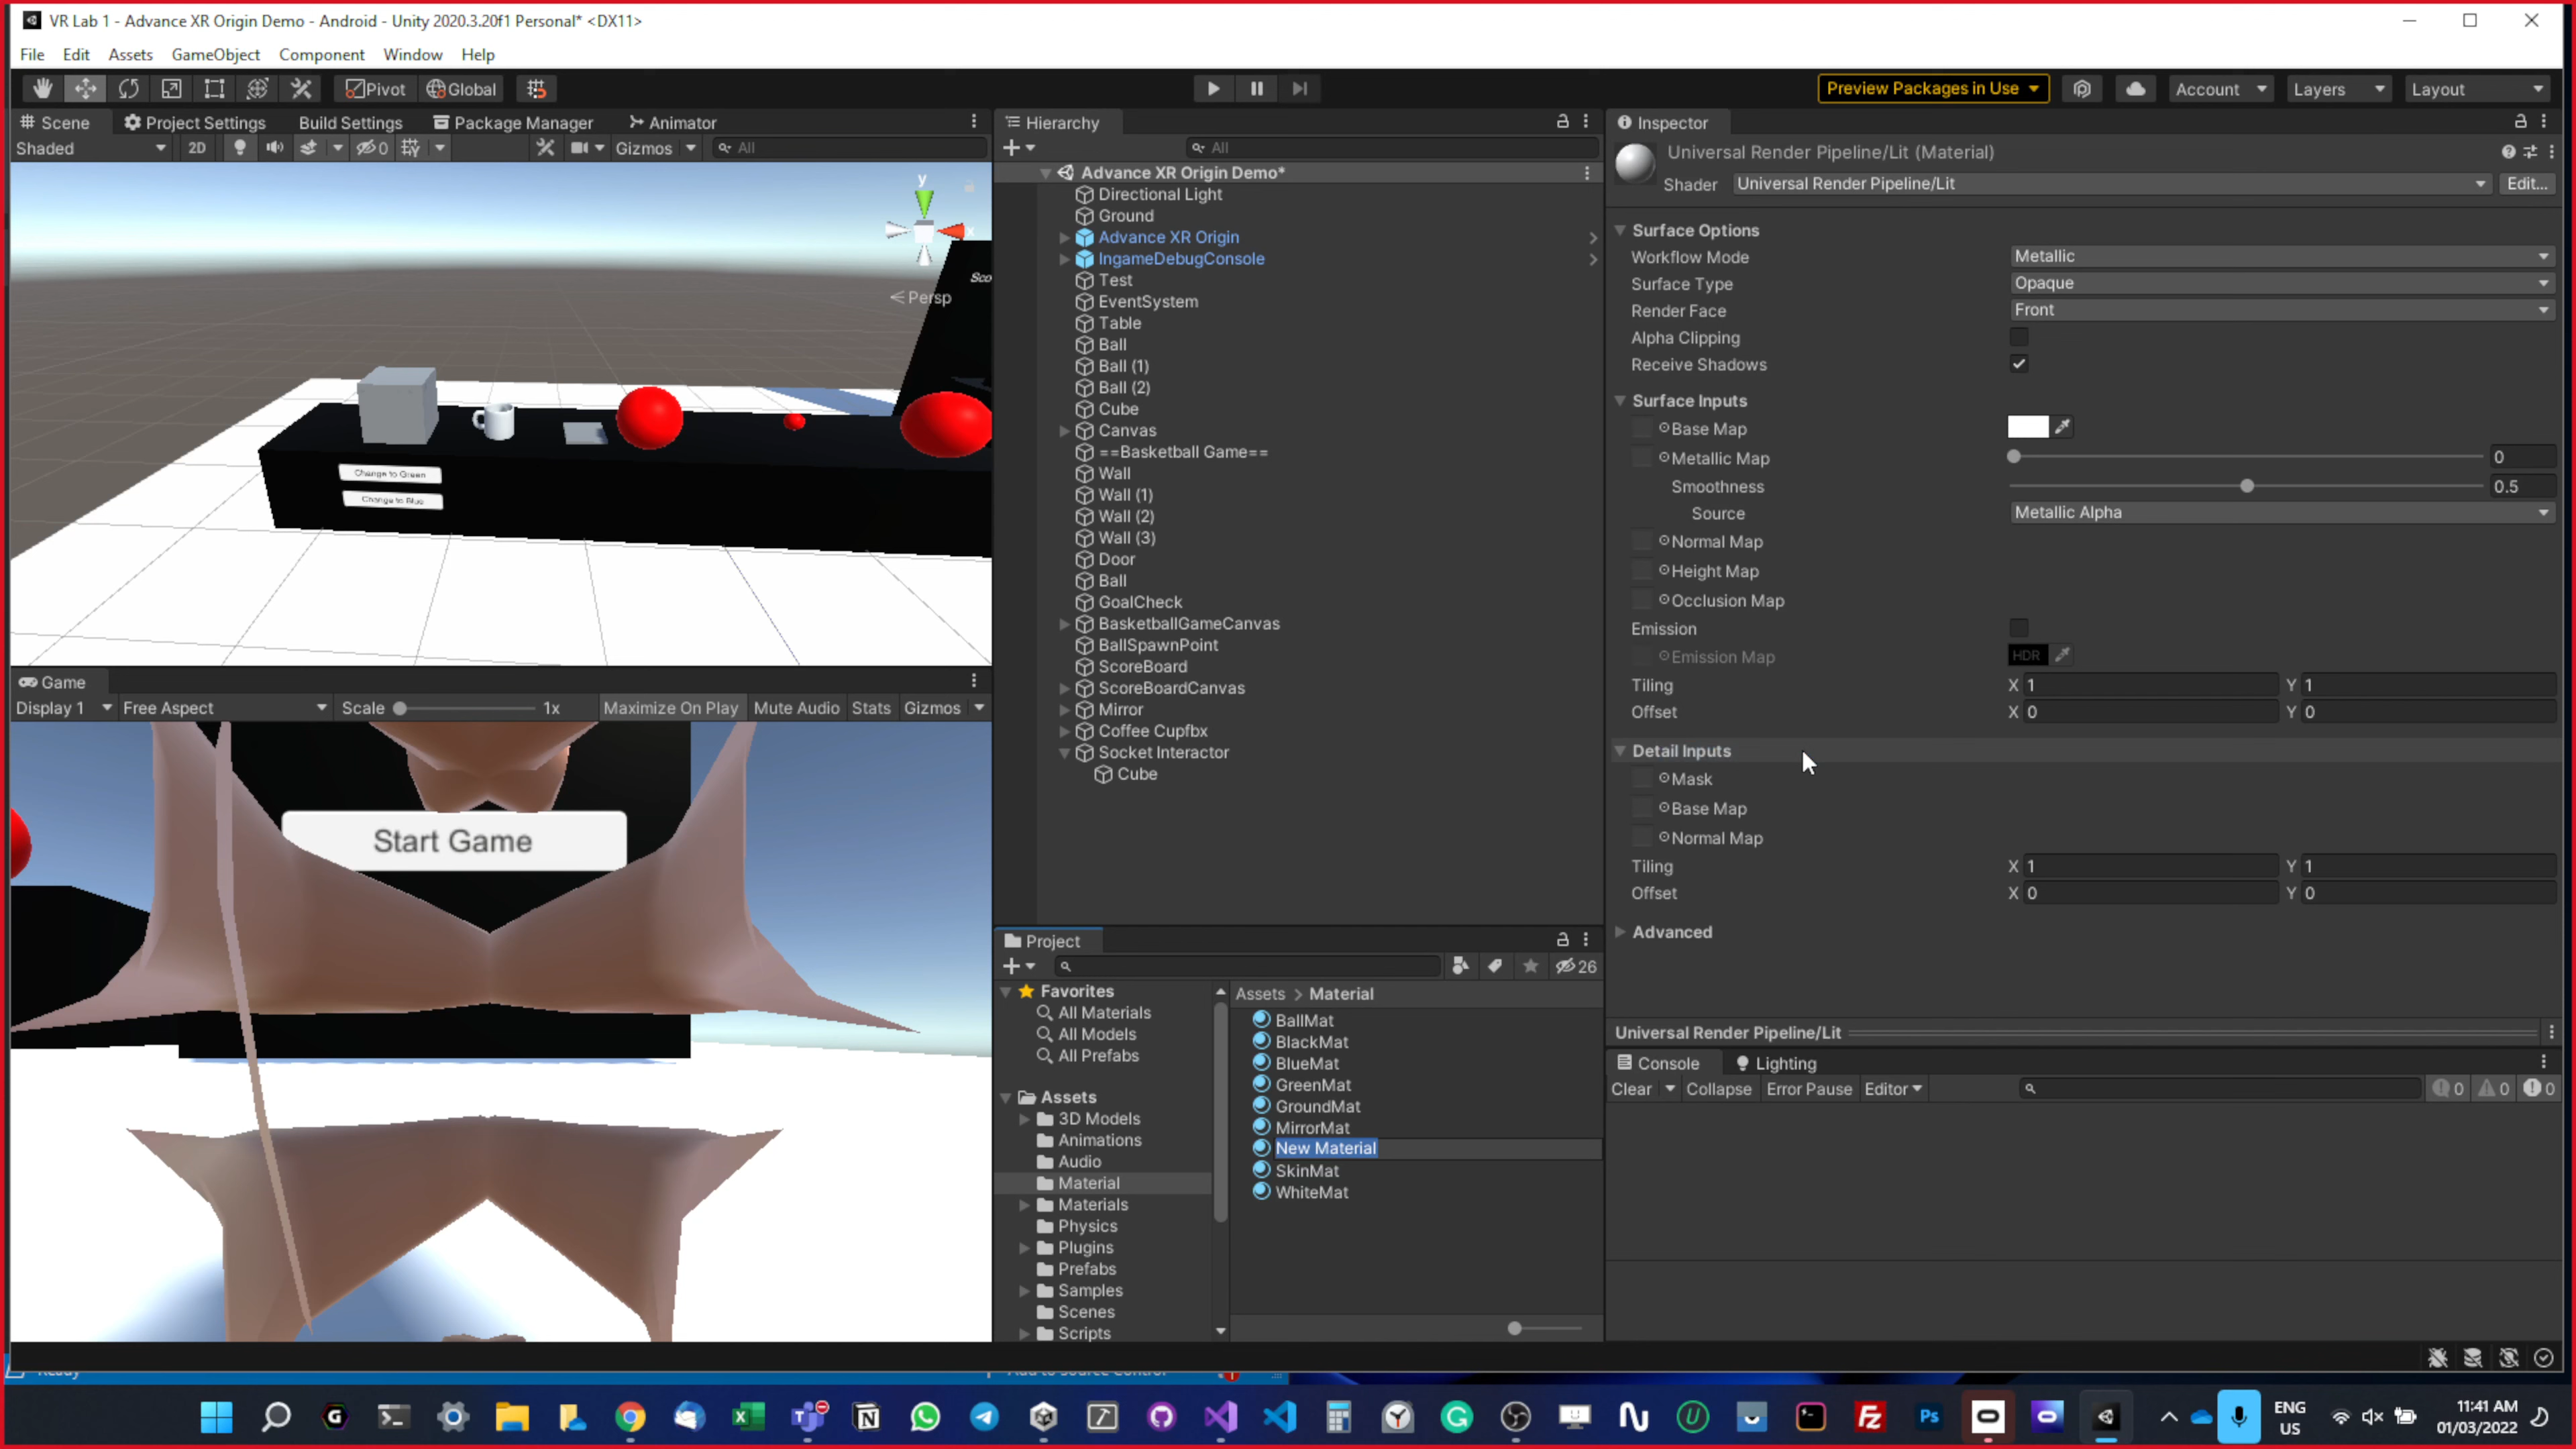 VR Lab 1 - Advance XR Origin Demo - Android - Unity 2020.3.20f1 Personal* <DX11>
File Edit Assets GameObject Component Window Help
Pivot Global
Preview Packages in Use Account Layers Layout
Scene Project Settings Build Settings Package Manager Animator
Shaded 2D 0 Gizmos All
y
x
Persp
Sco
Change to Green
Change to Blue
Game
Display 1 Free Aspect Scale 1x Maximize On Play Mute Audio Stats Gizmos
Start Game
Hierarchy
All
Advance XR Origin Demo*
Directional Light
Ground
Advance XR Origin
IngameDebugConsole
Test
EventSystem
Table
Ball
Ball (1)
Ball (2)
Cube
Canvas
==Basketball Game==
Wall
Wall (1)
Wall (2)
Wall (3)
Door
Ball
GoalCheck
BasketballGameCanvas
BallSpawnPoint
ScoreBoard
ScoreBoardCanvas
Mirror
Coffee Cupfbx
Socket Interactor
Cube
Project
26
Favorites
All Materials
All Models
All Prefabs
Assets
3D Models
Animations
Audio
Material
Materials
Physics
Plugins
Prefabs
Samples
Scenes
Scripts
Assets > Material
BallMat
BlackMat
BlueMat
GreenMat
GroundMat
MirrorMat
New Material
SkinMat
WhiteMat
Inspector
Universal Render Pipeline/Lit (Material)
Shader Universal Render Pipeline/Lit Edit...
Surface Options
Workflow Mode Metallic
Surface Type Opaque
Render Face Front
Alpha Clipping
Receive Shadows
Surface Inputs
Base Map
Metallic Map 0
Smoothness 0.5
Source Metallic Alpha
Normal Map
Height Map
Occlusion Map
Emission
Emission Map HDR
Tiling X 1 Y 1
Offset X 0 Y 0
Detail Inputs
Mask
Base Map
Normal Map
Tiling X 1 Y 1
Offset X 0 Y 0
Advanced
Universal Render Pipeline/Lit
Console Lighting
Clear Collapse Error Pause Editor 0 0 0
ENG
US
11:41 AM
01/03/2022